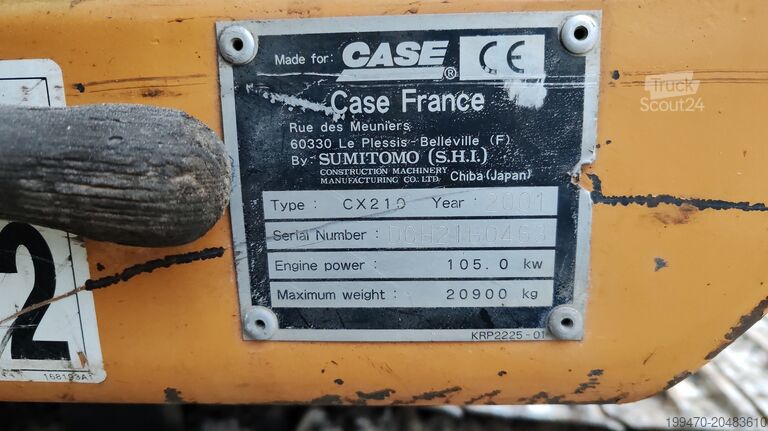 Made for: CASE ® CE
Case France
Rue des Meuniers
60330 Le Plessis-Belleville (F)
By: SUMITOMO (S.H.I.)
CONSTRUCTION MACHINERY
MANUFACTURING CO., LTD. Chiba (Japan)
Type: CX210 Year: 2001
Serial Number:
Engine power: 105.0 kw
Maximum weight: 20900 kg
KRP2225-01
2
168193A1
Truck
Scout24
199470-20483610